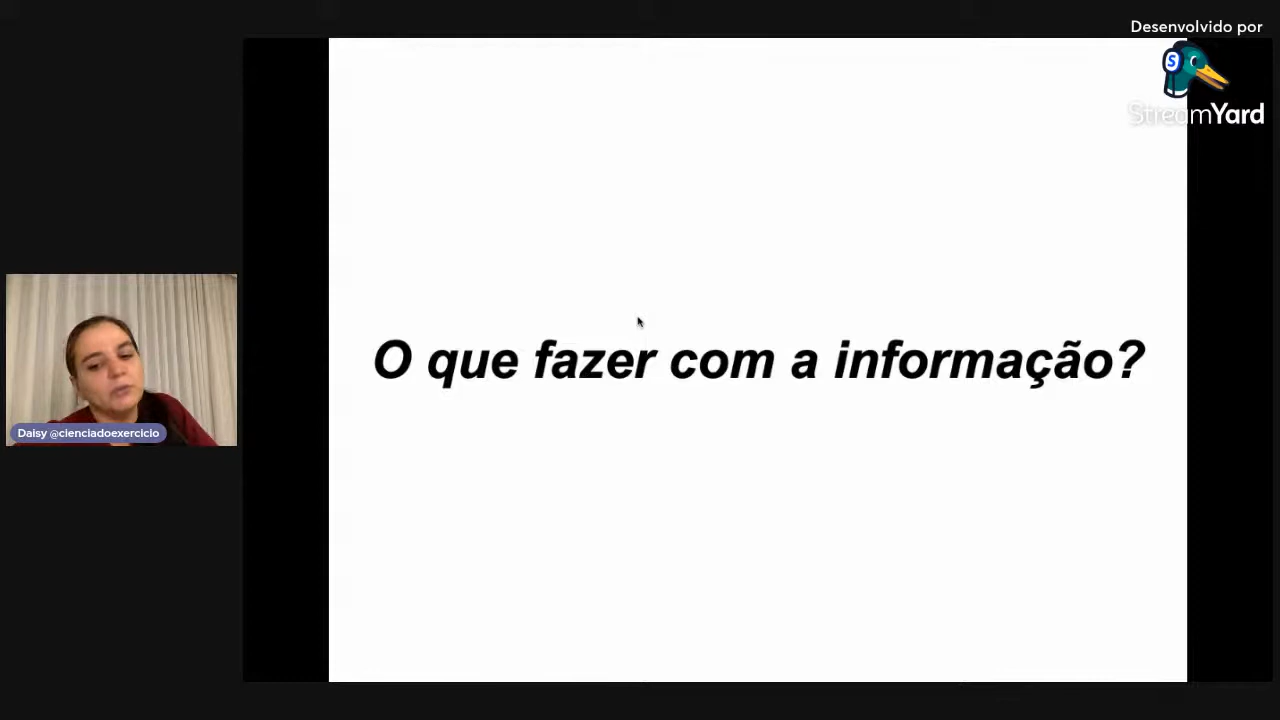 Desenvolvido por
S
StreamYard
O que fazer com a informação?
Daisy @cienciadoexercicio